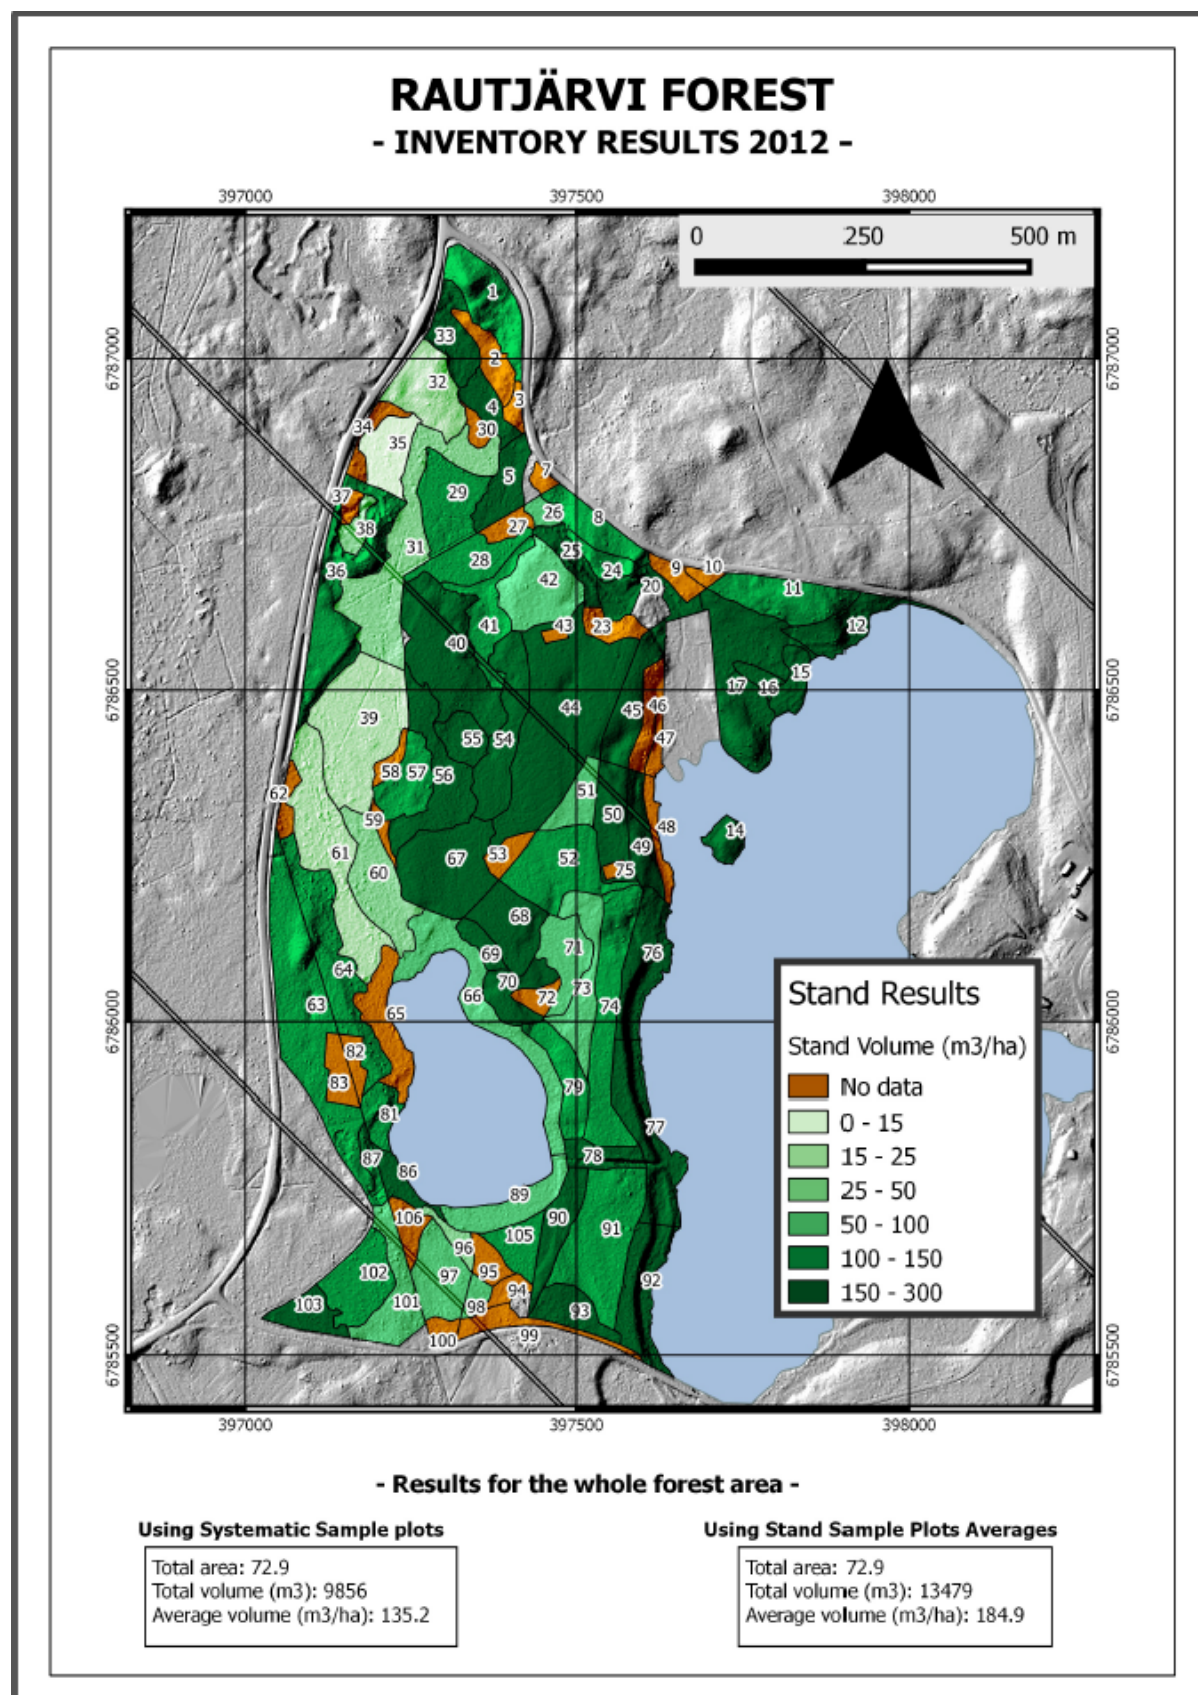 RAUTJÄRVI FOREST
- INVENTORY RESULTS 2012 -
397000 397500 398000
0 250 500 m
1
33
6787000 2 6787000
32
3
4
34 30
35
7 5
29
37 26 8
27
38
31 25
28 9 10
36 24
42 20 11
41 43 23 12
40
15
17 16
6786500 6786500
39 44 45 46
55 54 47
58 57 56
62 51
59 50 48 14
49
61 67 53 52
60 75
68
69 71 76
64 70
66 72 73
63 65 74
6786000 6786000
82
83 79
81 77
87 86 78
89
106 90
105 91
96
102 97 95 92
94
103 101 98 93
100 99
6785500 6785500
Stand Results
Stand Volume (m3/ha)
No data
0 - 15
15 - 25
25 - 50
50 - 100
100 - 150
150 - 300
397000 397500 398000
- Results for the whole forest area -
Using Systematic Sample plots
Total area: 72.9
Total volume (m3): 9856
Average volume (m3/ha): 135.2
Using Stand Sample Plots Averages
Total area: 72.9
Total volume (m3): 13479
Average volume (m3/ha): 184.9